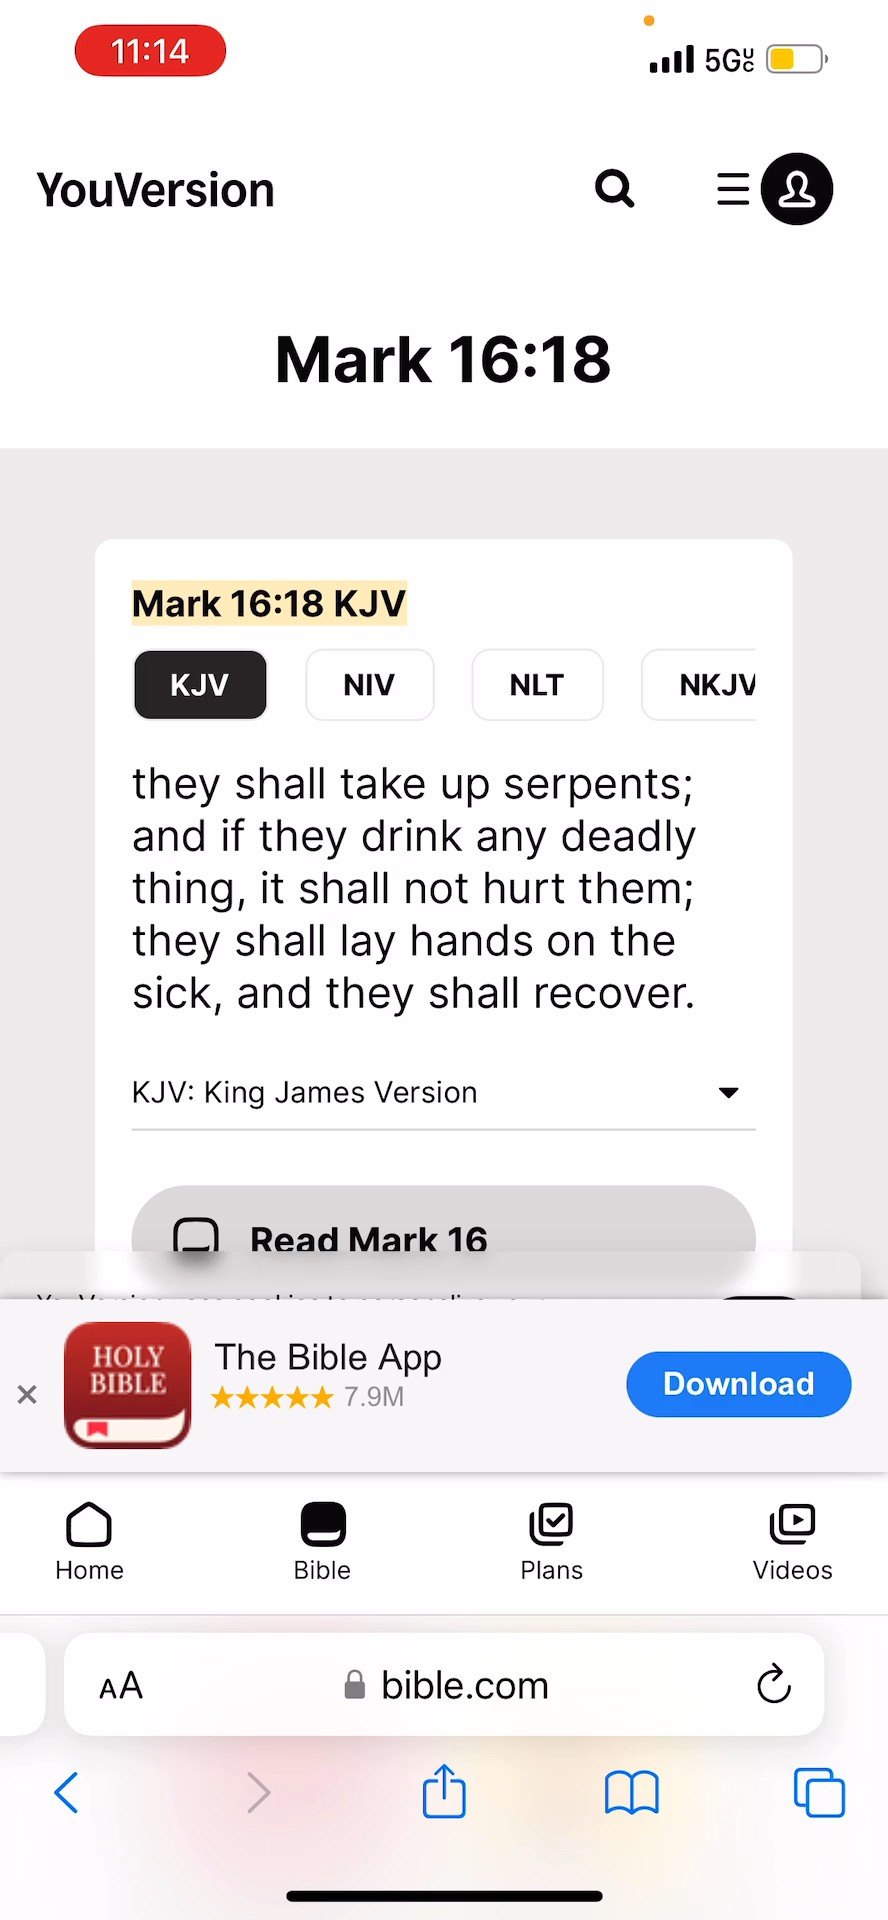 11:14
5G UC
YouVersion
Mark 16:18
Mark 16:18 KJV
KJV NIV NLT NKJV
they shall take up serpents;
and if they drink any deadly
thing, it shall not hurt them;
they shall lay hands on the
sick, and they shall recover.
KJV: King James Version
Read Mark 16
HOLY
BIBLE
The Bible App
7.9M
Download
Home Bible Plans Videos
AA bible.com